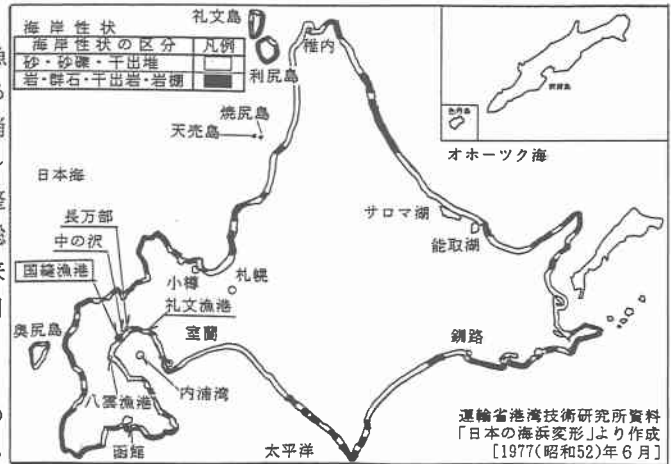 海岸性状
海岸性状の区分 凡例
砂・砂礫・干出堆
岩・群石・干出岩・岩棚
礼文島
利尻島
稚内
焼尻島
天売島
オホーツク海
日本海
サロマ湖
能取湖
長万部
中の沢
国縫漁港
小樽
札幌
礼文漁港
奥尻島
室蘭
釧路
八雲漁港
内浦湾
函館
太平洋
運輸省港湾技術研究所資料
「日本の海浜変形」より作成
[1977(昭和52)年6月]